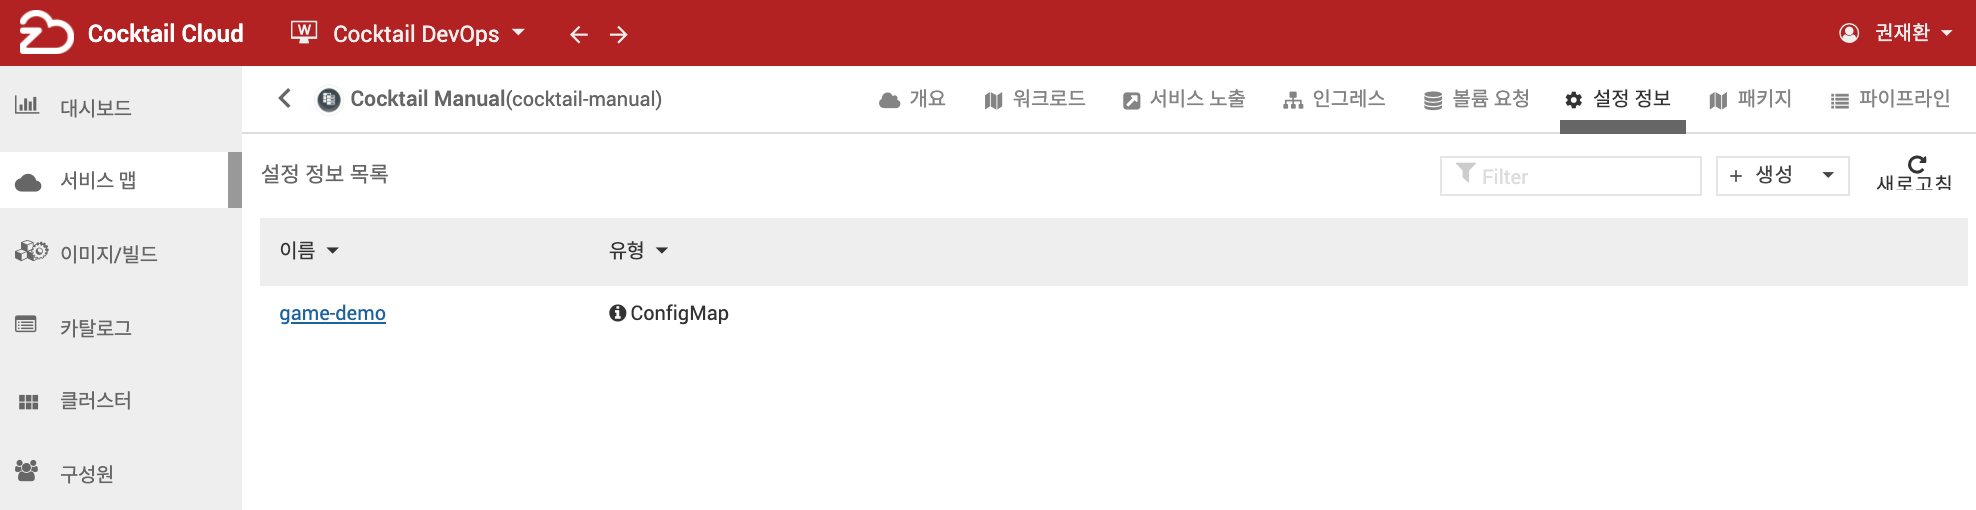 Cocktail Cloud W Cocktail DevOps 권재환
Cocktail Manual(cocktail-manual) 개요 워크로드 서비스 노출 인그레스 볼륨 요청 설정 정보 패키지 파이프라인
대시보드
서비스 맵
이미지/빌드
카탈로그
클러스터
구성원
설정 정보 목록 Filter + 생성 새로고침
이름 유형
game-demo ConfigMap